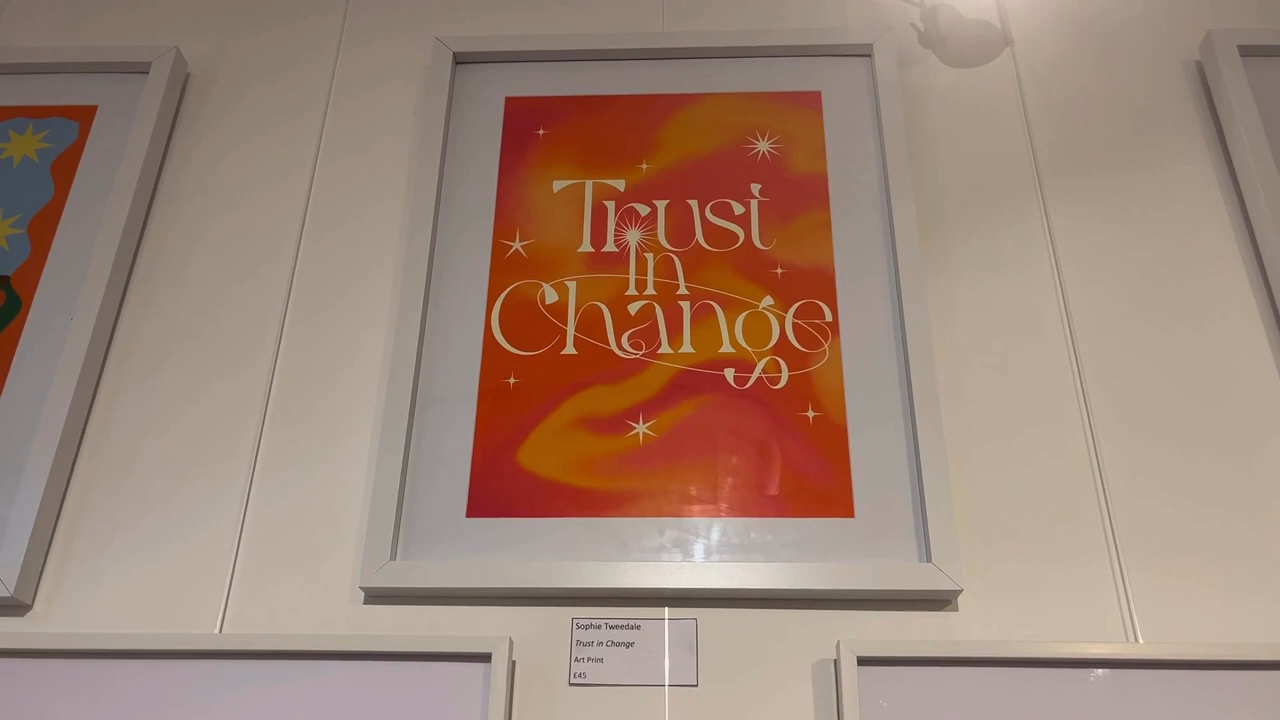 Trust
In
Change
Sophie Tweedale
Trust in Change
Art Print
£45